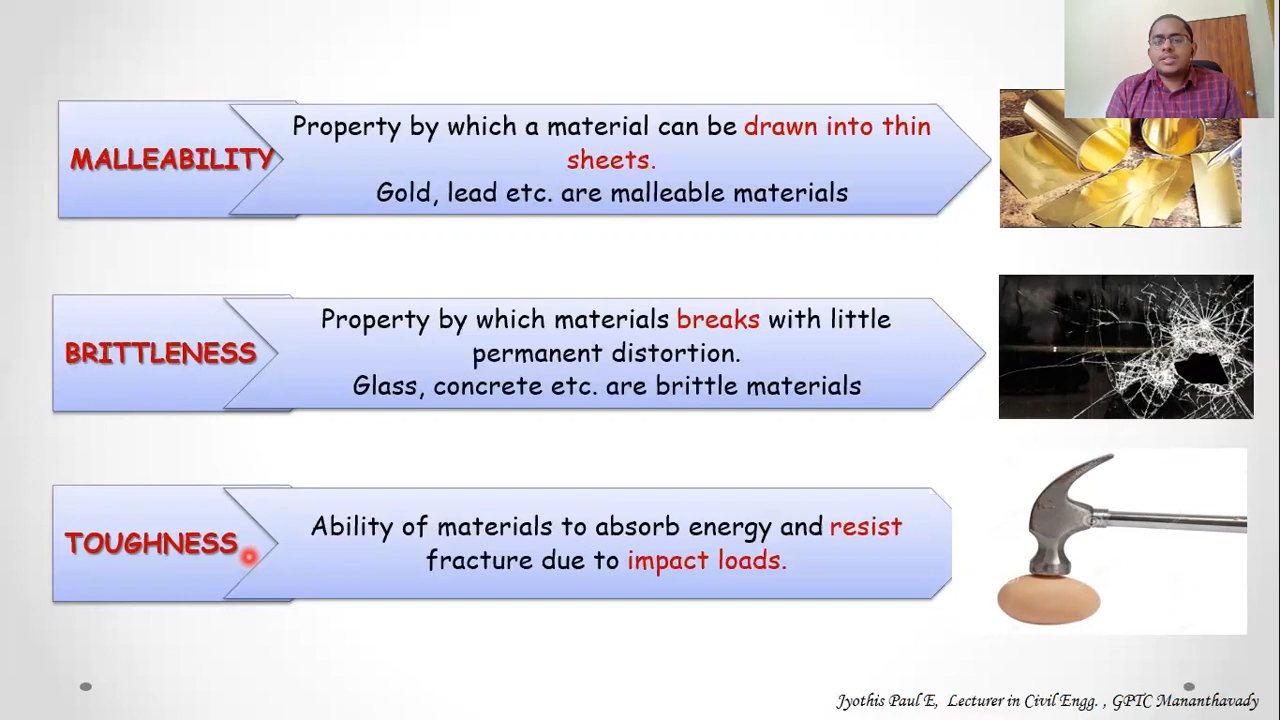 MALLEABILITY
Property by which a material can be drawn into thin
sheets.
Gold, lead etc. are malleable materials
BRITTLENESS
Property by which materials breaks with little
permanent distortion.
Glass, concrete etc. are brittle materials
TOUGHNESS
Ability of materials to absorb energy and resist
fracture due to impact loads.
Jyothis Paul E, Lecturer in Civil Engg. , GPTC Mananthavady